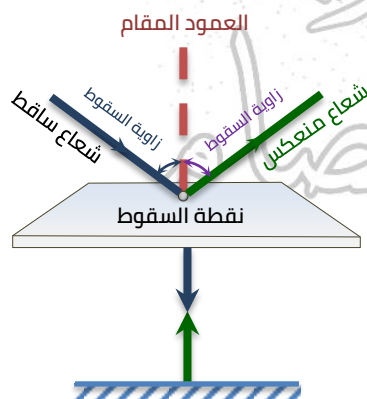 العمود المقام
زاوية السقوط
زاوية السقوط
شعاع ساقط
شعاع منعكس
نقطة السقوط